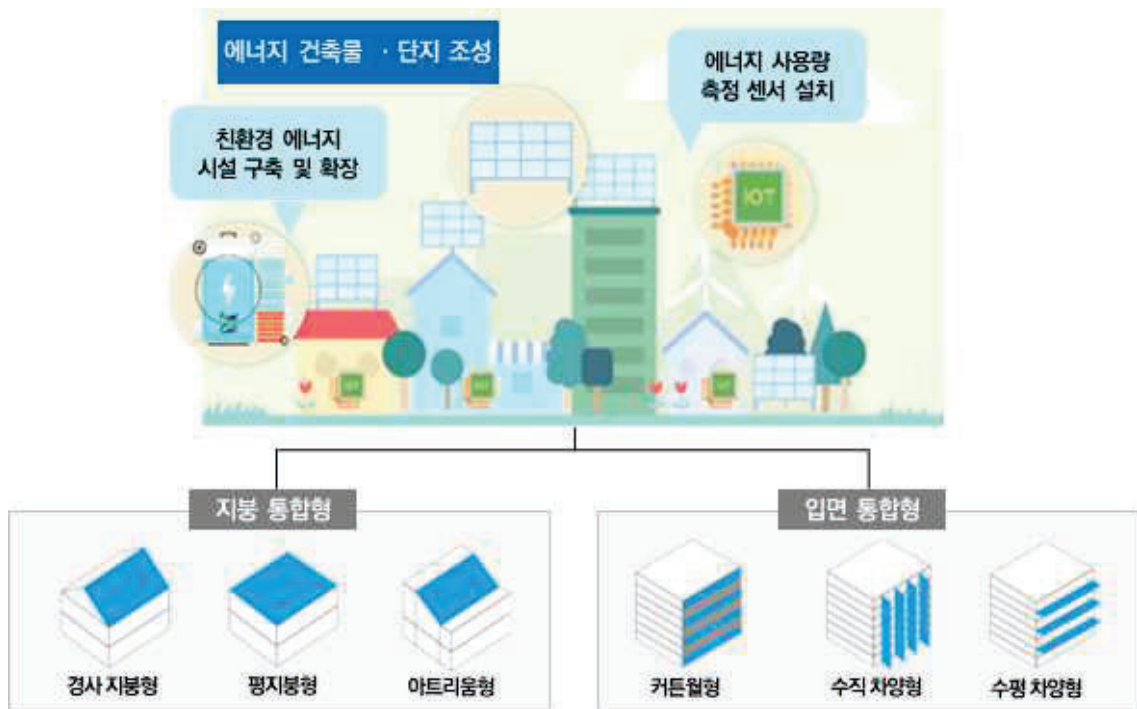 에너지 건축물 · 단지 조성
에너지 사용량
측정 센서 설치
친환경 에너지
시설 구축 및 확장
IOT
IOT
IOT
IOT
지붕 통합형
입면 통합형
경사 지붕형
평지붕형
아트리움형
커튼월형
수직 차양형
수평 차양형